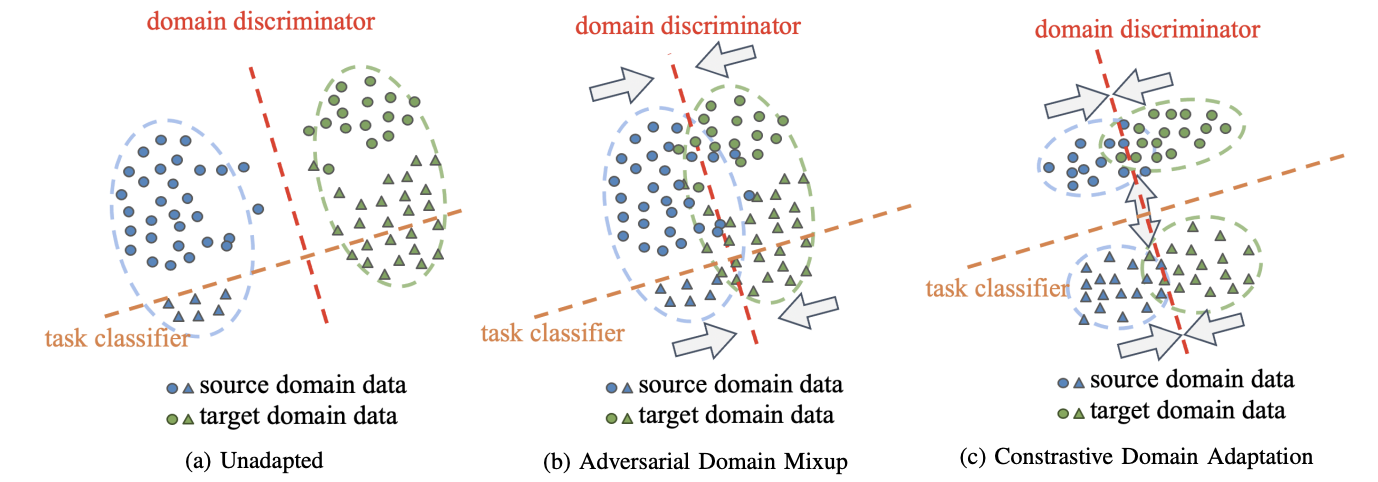 domain discriminator
task classifier
source domain data
target domain data
(a) Unadapted
domain discriminator
task classifier
source domain data
target domain data
(b) Adversarial Domain Mixup
domain discriminator
task classifier
source domain data
target domain data
(c) Constrastive Domain Adaptation